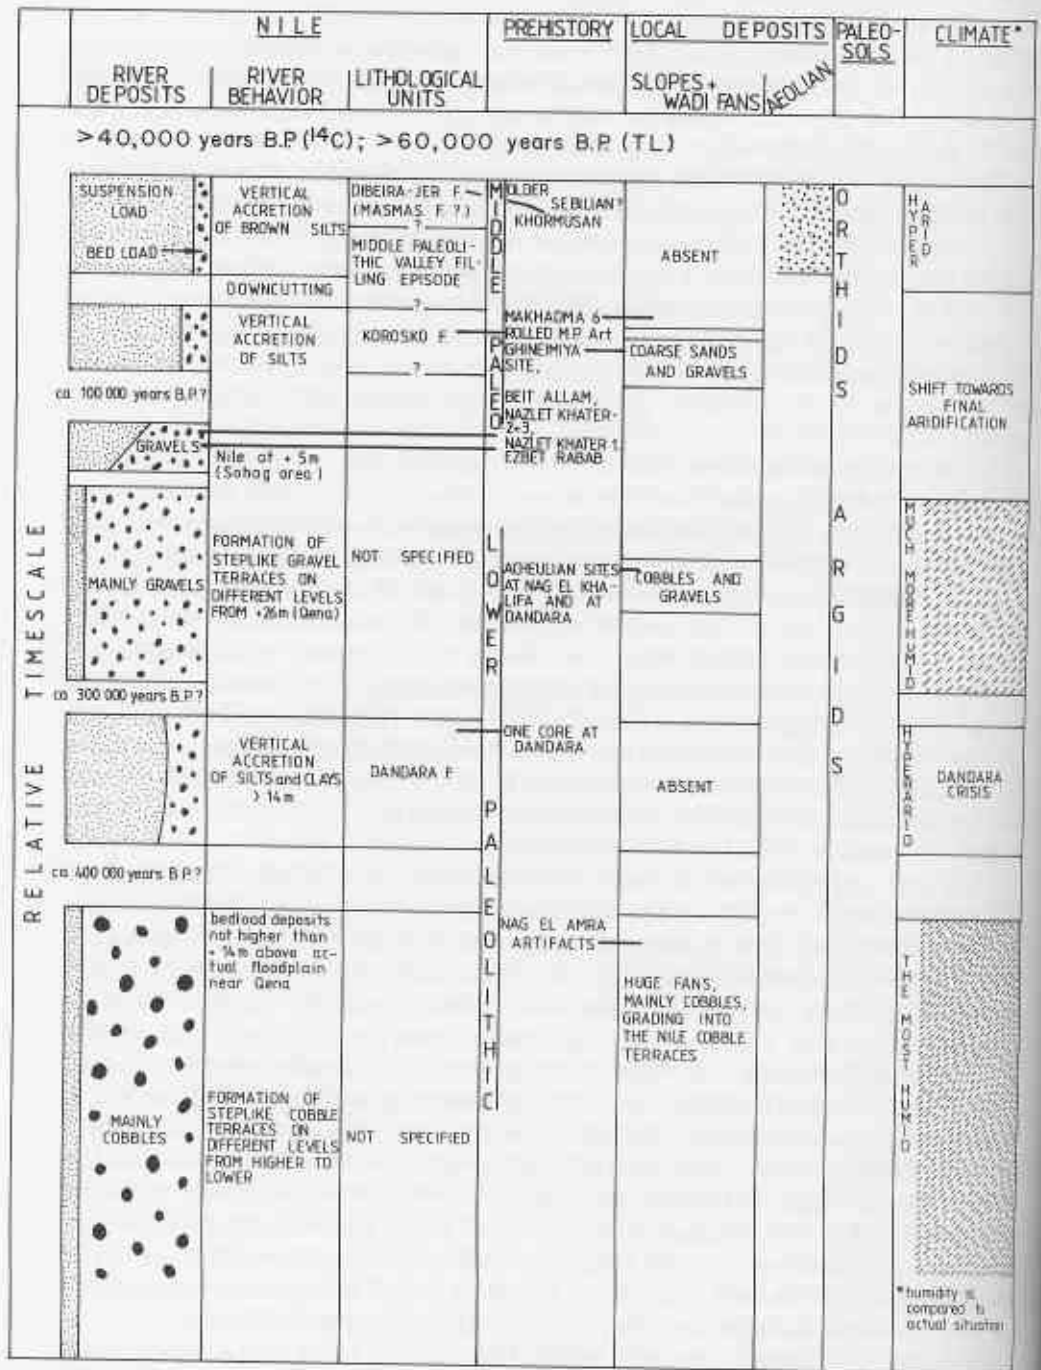 NILE
PREHISTORY
LOCAL DEPOSITS
PALEO-
SOLS
CLIMATE*
RIVER
DEPOSITS
RIVER
BEHAVIOR
LITHOLOGICAL
UNITS
SLOPES +
WADI FANS
AEOLIAN
>40,000 years B.P. (14C); >60,000 years B.P. (TL)
RELATIVE TIMESCALE
SUSPENSION
LOAD
BED LOAD
VERTICAL
ACCRETION
OF BROWN SILTS
DIBEIRA-JER F.
(MASMAS F. ?)
?
MIDDLE PALEOLI-
THIC VALLEY FIL-
LING EPISODE
MIDDLE PALEO
OLDER
SEBILIAN?
KHORMUSAN
ABSENT
ORTHIDS
HYPER
ARID
DOWNCUTTING
?
VERTICAL
ACCRETION
OF SILTS
KOROSKO F.
?
MAKHADMA 6
ROLLED M.P. Art
GHINEIMIYA
SITE,
COARSE SANDS
AND GRAVELS
ca. 100 000 years B.P.?
BEIT ALLAM,
NAZLET KHATER-
2+3,
NAZLET KHATER 1,
EZBET RABAB
SHIFT TOWARDS
FINAL
ARIDIFICATION
GRAVELS
Nile at + 5m
(Sohag area)
MAINLY GRAVELS
FORMATION OF
STEPLIKE GRAVEL
TERRACES ON
DIFFERENT LEVELS
FROM +26m (Qena)
NOT SPECIFIED
LOWER PALEOLITHIC
ACHEULIAN SITES
AT NAG EL KHA-
LIFA AND AT
DANDARA
COBBLES AND
GRAVELS
ARGIDS
MUCH MORE HUMID
ca. 300 000 years B.P.?
VERTICAL
ACCRETION
OF SILTS and CLAYS
> 14 m
DANDARA F.
ONE CORE AT
DANDARA
ABSENT
HYPERARID
DANDARA
CRISIS
ca. 400 000 years B.P.?
bedload deposits
not higher than
+ 14m above ac-
tual floodplain
near Qena
NAG EL AMRA
ARTIFACTS
HUGE FANS,
MAINLY COBBLES,
GRADING INTO
THE NILE COBBLE
TERRACES
THE MOST HUMID
MAINLY
COBBLES
FORMATION OF
STEPLIKE COBBLE
TERRACES ON
DIFFERENT LEVELS
FROM HIGHER TO
LOWER
NOT SPECIFIED
*humidity is
compared to
actual situation